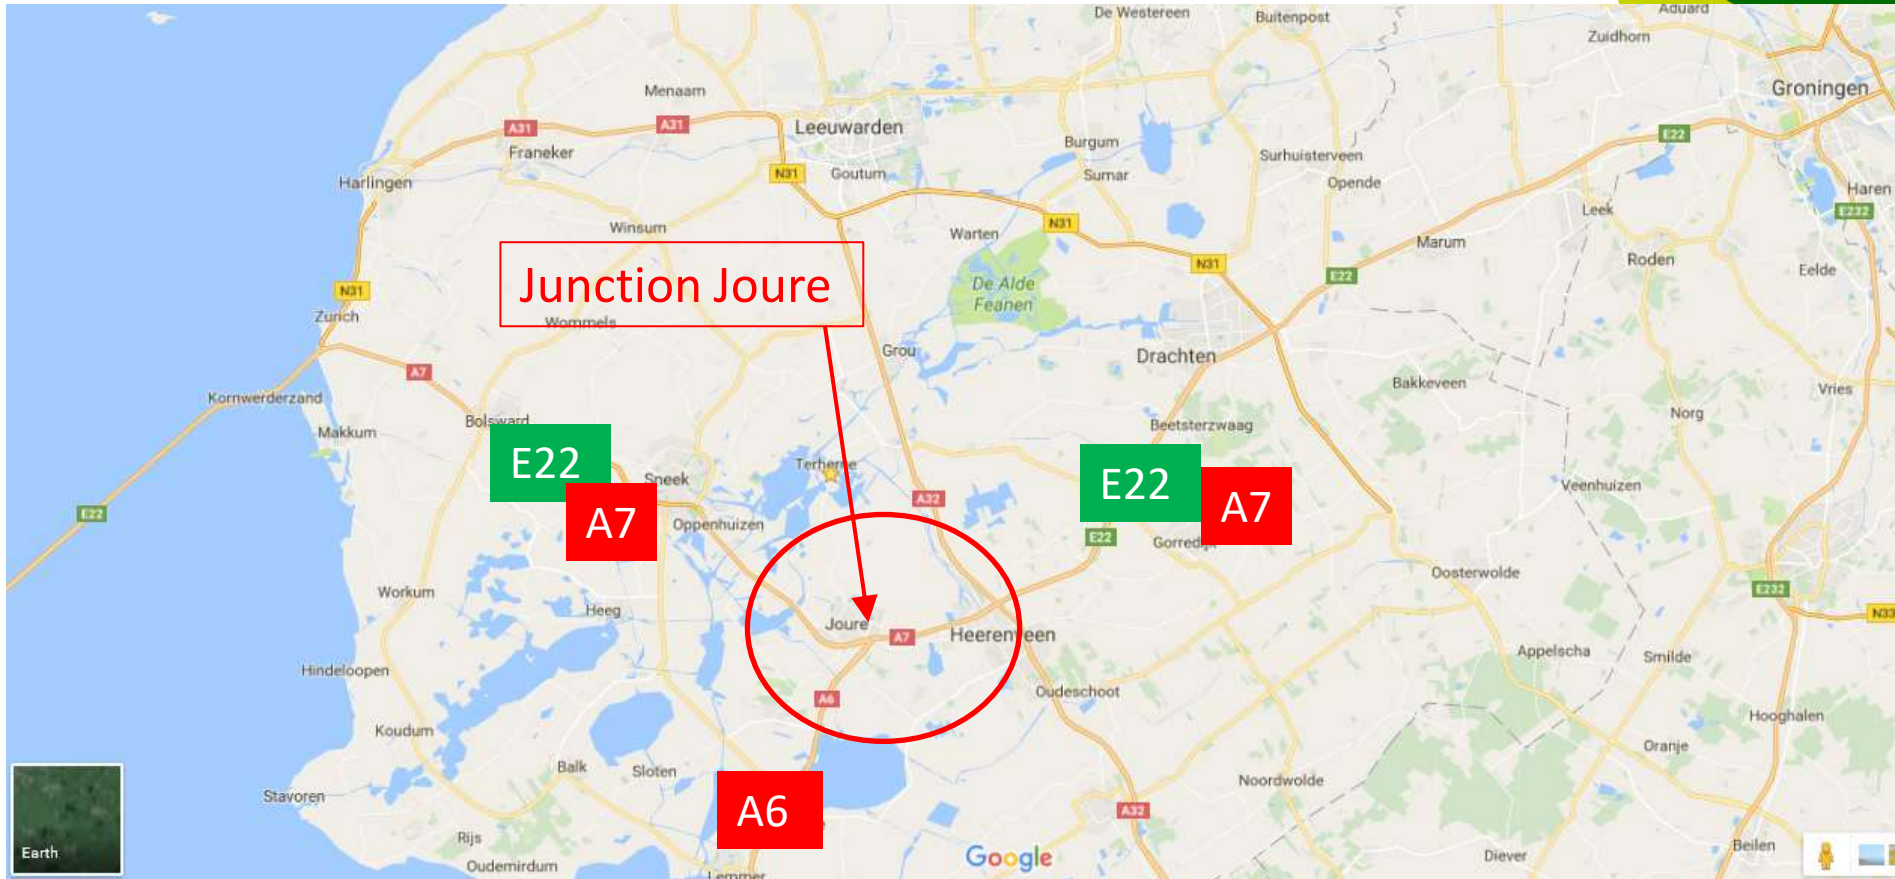 De Westereen
Buitenpost
Aduard
Zuidhorn
Groningen
Menaam
A31
A31
Leeuwarden
Franeker
Burgum
E22
Surhuisterveen
Harlingen
N31
Goutum
Sumar
Opende
Haren
E232
Leek
Winsum
Warten
N31
Marum
Junction Joure
N31
E22
Roden
Eelde
De Alde
Feanen
N31
Zurich
Wommels
Grou
Drachten
A7
Bakkeveen
Vries
Kornwerderzand
Makkum
Bolsward
Norg
Beetsterzwaag
E22
Terherne
Sneek
E22
A7
Veenhuizen
A32
E22
A7
Oppenhuizen
E22
Gorredijk
Oosterwolde
Workum
Heeg
E232
N33
Joure
A7
Heerenveen
Appelscha
Smilde
Hindeloopen
A6
Oudeschoot
Koudum
Hooghalen
Oranje
Balk
Sloten
Noordwolde
Stavoren
A6
A32
Rijs
Oudemirdum
Lemmer
Google
Diever
Beilen
Earth